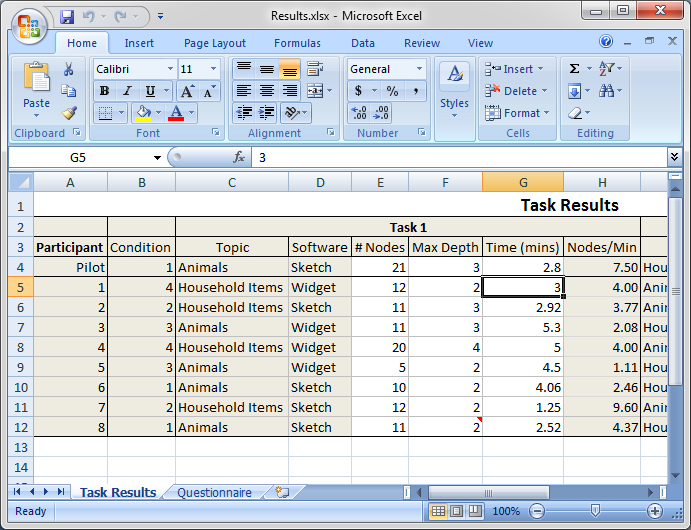 Results.xlsx - Microsoft Excel
Home Insert Page Layout Formulas Data Review View
Calibri 11 General Insert Σ
Paste B I U A A $ % , Styles Delete
A Format
Clipboard Font Alignment Number Cells Editing
G5 fx 3
A B C D E F G H
1 Task Results
2 Task 1
3 Participant Condition Topic Software # Nodes Max Depth Time (mins) Nodes/Min
4 Pilot 1 Animals Sketch 21 3 2.8 7.50 Hou
5 1 4 Household Items Widget 12 2 3 4.00 Anir
6 2 2 Household Items Sketch 11 3 2.92 3.77 Anir
7 3 3 Animals Widget 11 3 5.3 2.08 Hou
8 4 4 Household Items Widget 20 4 5 4.00 Anir
9 5 3 Animals Widget 5 2 4.5 1.11 Hou
10 6 1 Animals Sketch 10 2 4.06 2.46 Hou
11 7 2 Household Items Sketch 12 2 1.25 9.60 Anir
12 8 1 Animals Sketch 11 2 2.52 4.37 Hou
13
14
Task Results Questionnaire
Ready 100%